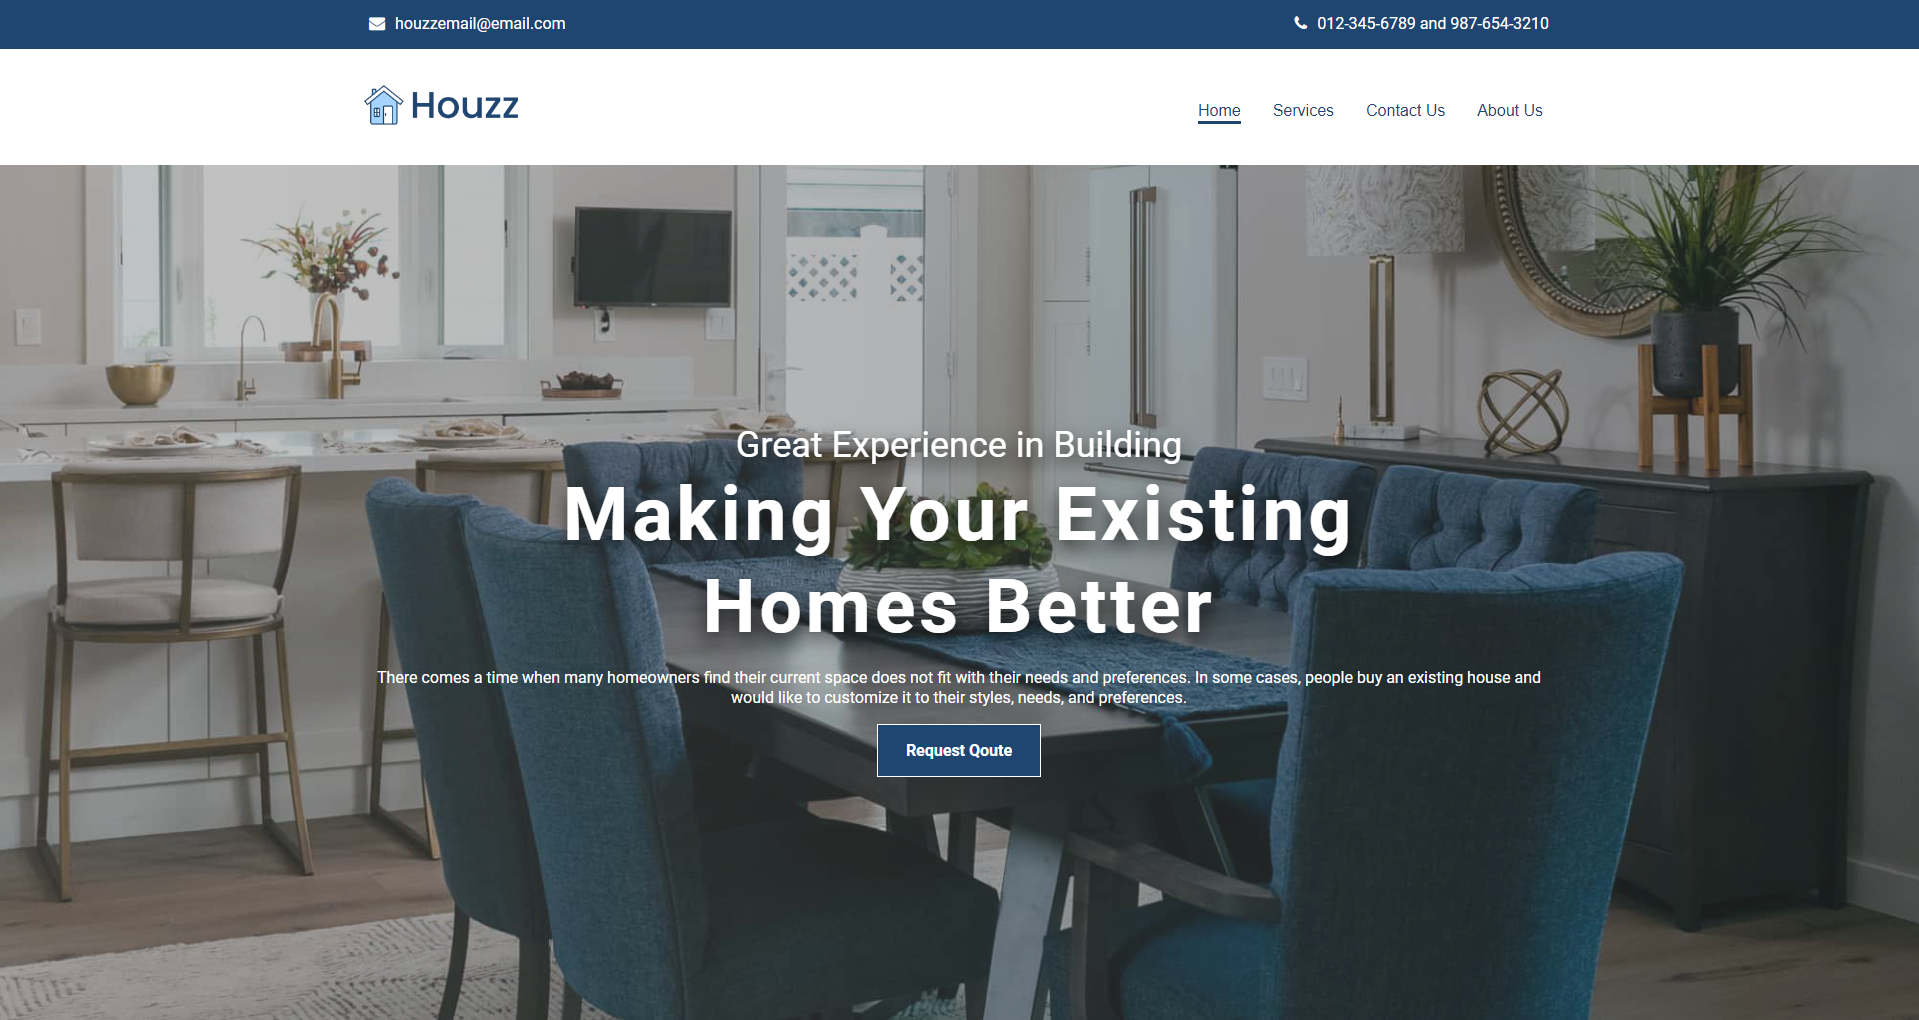 houzzemail@email.com
012-345-6789 and 987-654-3210
Houzz
Home
Services
Contact Us
About Us
Great Experience in Building
Making Your Existing
Homes Better
There comes a time when many homeowners find their current space does not fit with their needs and preferences. In some cases, people buy an existing house and
would like to customize it to their styles, needs, and preferences.
Request Qoute